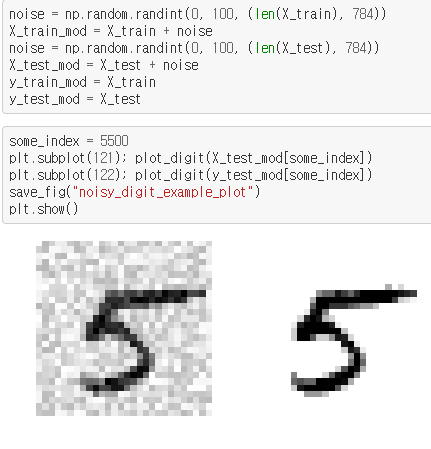 noise = np.random.randint(0, 100, (len(X_train), 784))
X_train_mod = X_train + noise
noise = np.random.randint(0, 100, (len(X_test), 784))
X_test_mod = X_test + noise
y_train_mod = X_train
y_test_mod = X_test
some_index = 5500
plt.subplot(121); plot_digit(X_test_mod[some_index])
plt.subplot(122); plot_digit(y_test_mod[some_index])
save_fig("noisy_digit_example_plot")
plt.show()
5 5